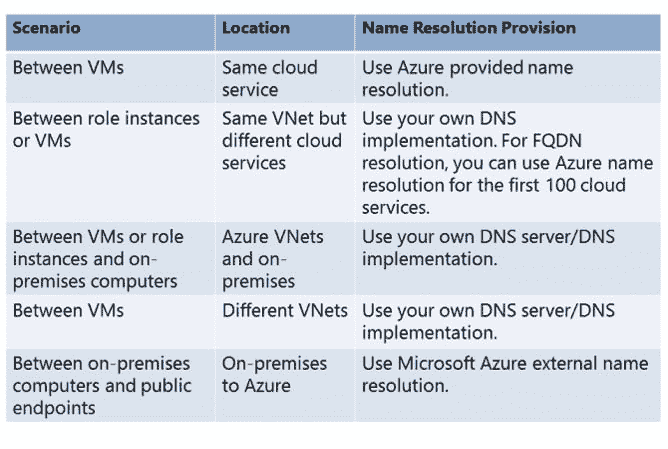 Scenario Location Name Resolution Provision
Between VMs Same cloud Use Azure provided name
service resolution.
Between role instances Same VNet but Use your own DNS
or VMs different cloud implementation. For FQDN
services resolution, you can use Azure name
resolution for the first 100 cloud
services.
Between VMs or role Azure VNets Use your own DNS server/DNS
instances and on- and on- implementation.
premises computers premises
Between VMs Different VNets Use your own DNS server/DNS
implementation.
Between on-premises On-premises Use Microsoft Azure external name
computers and public to Azure resolution.
endpoints